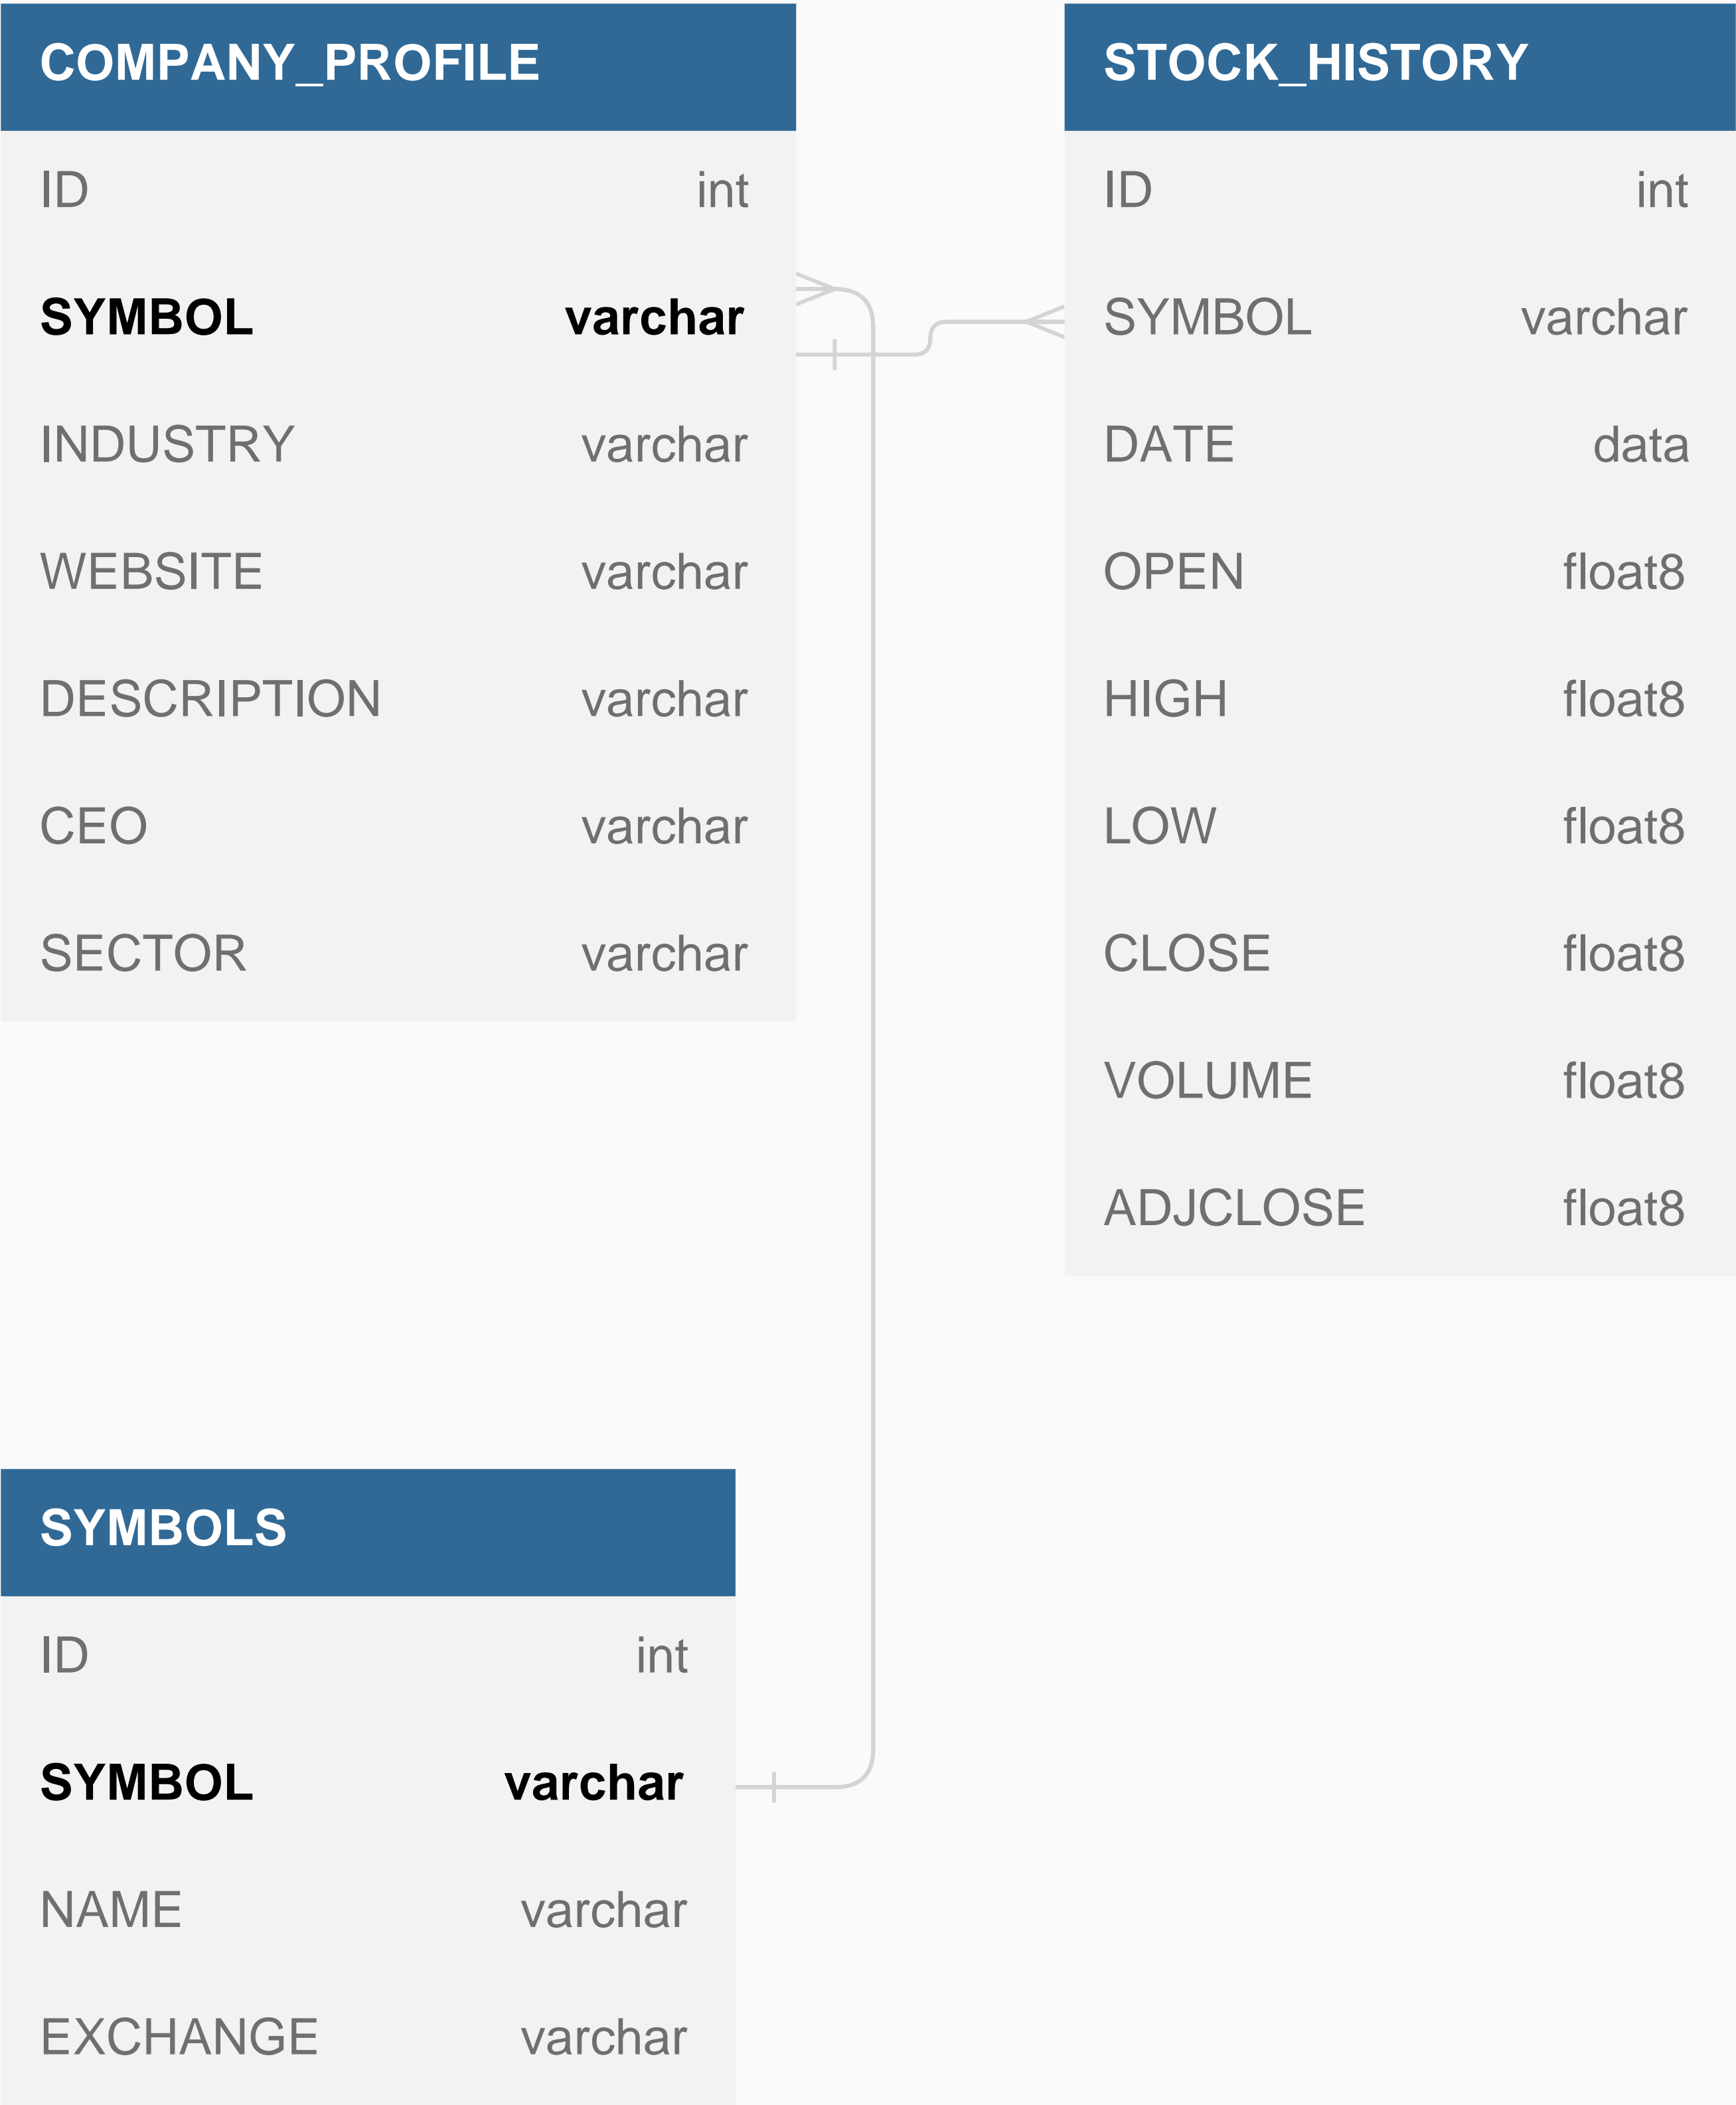 COMPANY_PROFILE
ID int
SYMBOL varchar
INDUSTRY varchar
WEBSITE varchar
DESCRIPTION varchar
CEO varchar
SECTOR varchar
STOCK_HISTORY
ID int
SYMBOL varchar
DATE data
OPEN float8
HIGH float8
LOW float8
CLOSE float8
VOLUME float8
ADJCLOSE float8
SYMBOLS
ID int
SYMBOL varchar
NAME varchar
EXCHANGE varchar